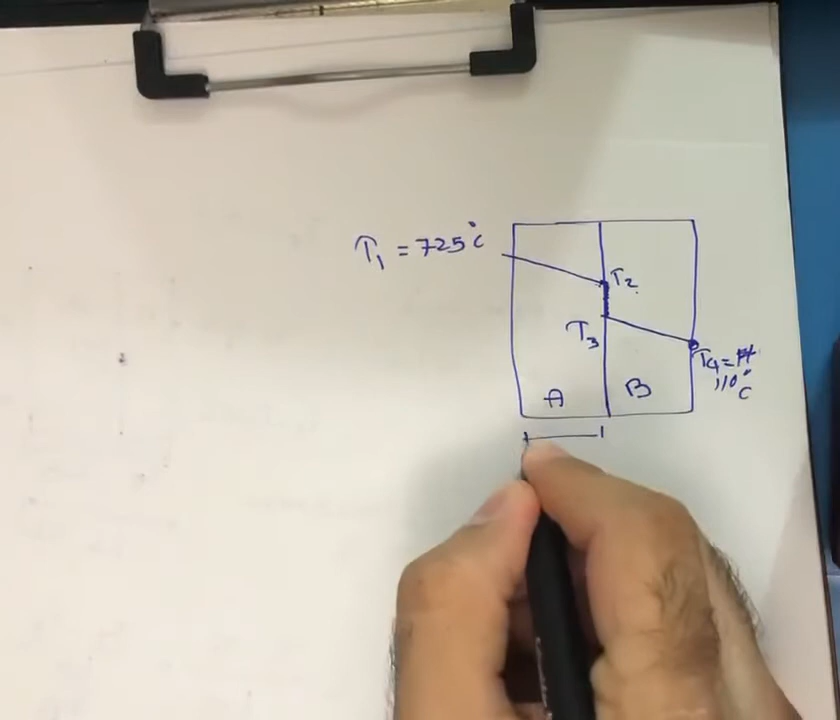 T₁ = 725°C
T₂
T₃
T₄ =
110°
C
A B